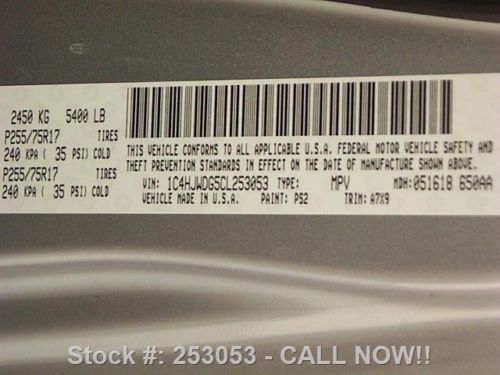 2450 KG 5400 LB
P255/75R17 TIRES
240 KPA ( 35 PSI) COLD
P255/75R17 TIRES
240 KPA ( 35 PSI) COLD
THIS VEHICLE CONFORMS TO ALL APPLICABLE U.S.A. FEDERAL MOTOR VEHICLE SAFETY AND
THEFT PREVENTION STANDARDS IN EFFECT ON THE DATE OF MANUFACTURE SHOWN ABOVE.
VIN: 1C4HJWDG5CL253053 TYPE: MPV MDH: 051618 650AA
VEHICLE MADE IN U.S.A. PAINT: PS2 TRIM: A7X9
Stock #: 253053 - CALL NOW!!